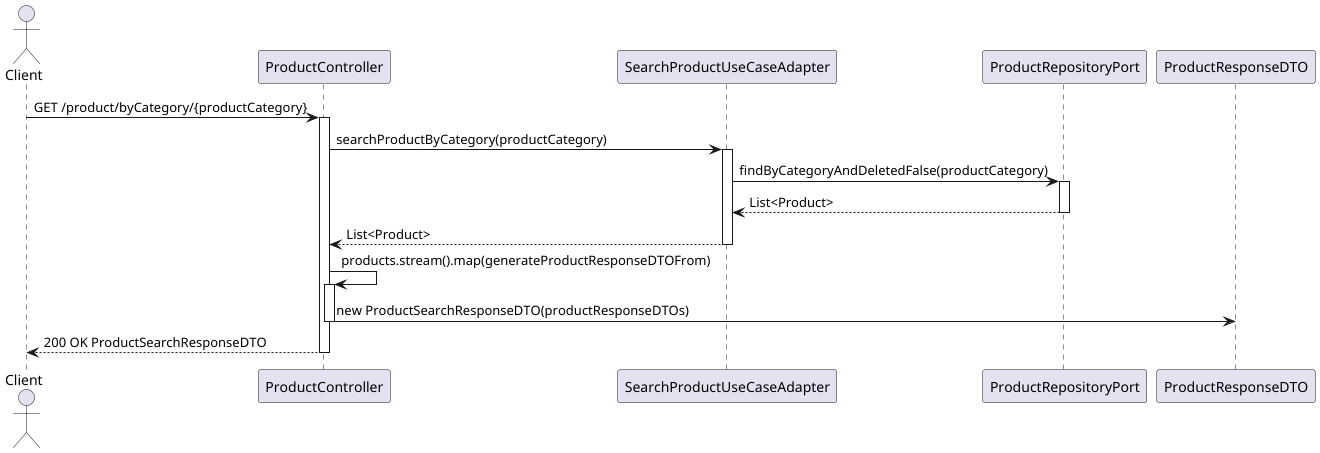 Client
ProductController
SearchProductUseCaseAdapter
ProductRepositoryPort
ProductResponseDTO
GET /product/byCategory/{productCategory}
searchProductByCategory(productCategory)
findByCategoryAndDeletedFalse(productCategory)
List<Product>
List<Product>
products.stream().map(generateProductResponseDTOFrom)
new ProductSearchResponseDTO(productResponseDTOs)
200 OK ProductSearchResponseDTO
Client
ProductController
SearchProductUseCaseAdapter
ProductRepositoryPort
ProductResponseDTO